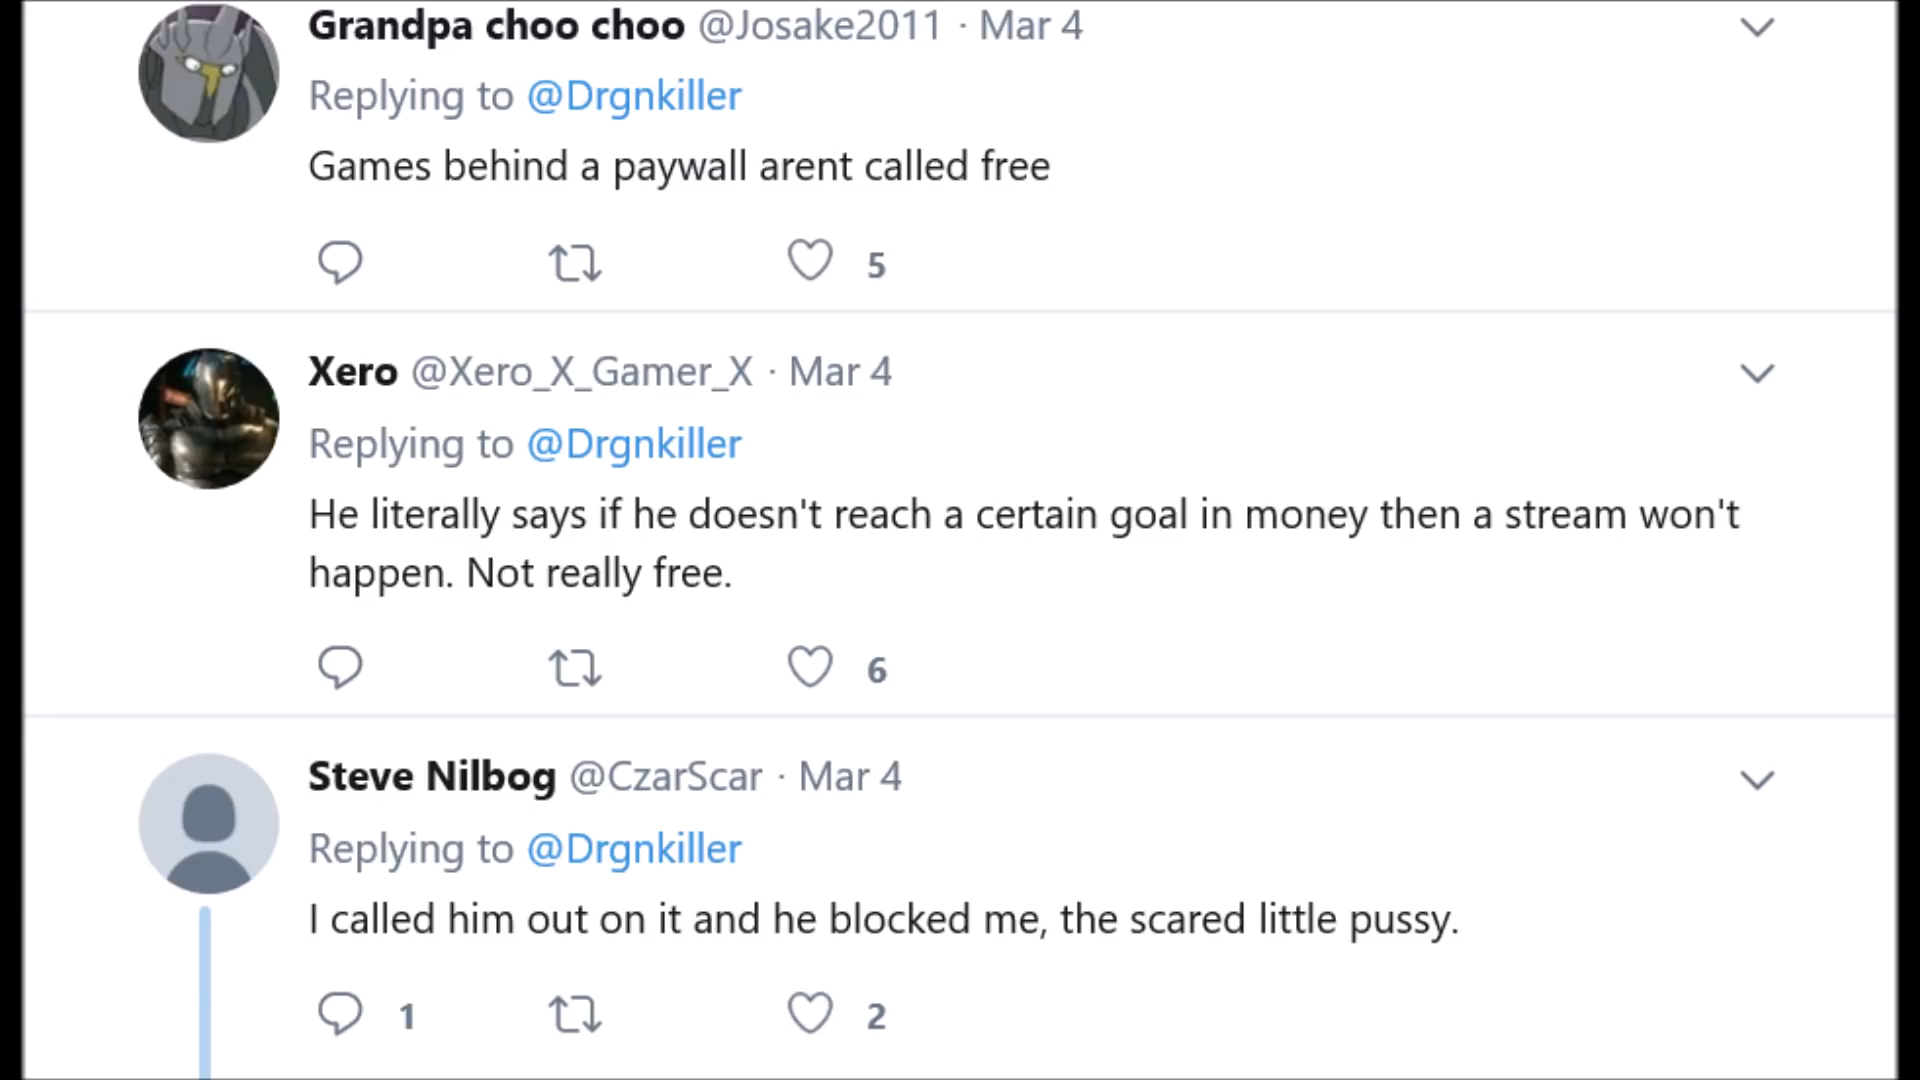 Grandpa choo choo @Josake2011 · Mar 4
Replying to @Drgnkiller
Games behind a paywall arent called free
5
Xero @Xero_X_Gamer_X · Mar 4
Replying to @Drgnkiller
He literally says if he doesn't reach a certain goal in money then a stream won't
happen. Not really free.
6
Steve Nilbog @CzarScar · Mar 4
Replying to @Drgnkiller
I called him out on it and he blocked me, the scared little pussy.
1 2